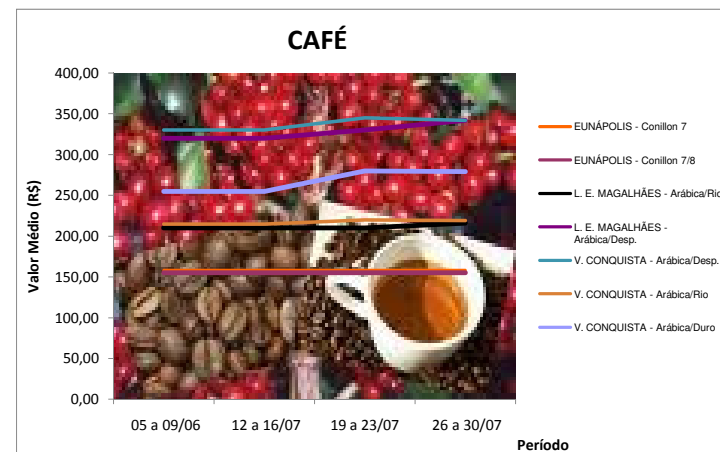 CAFÉ
400,00
350,00
300,00
250,00
200,00
150,00
100,00
50,00
0,00
Valor Médio (R$)
05 a 09/06
12 a 16/07
19 a 23/07
26 a 30/07
Período
EUNÁPOLIS - Conillon 7
EUNÁPOLIS - Conillon 7/8
L. E. MAGALHÃES - Arábica/Rio
L. E. MAGALHÃES -
Arábica/Desp.
V. CONQUISTA - Arábica/Desp.
V. CONQUISTA - Arábica/Rio
V. CONQUISTA - Arábica/Duro